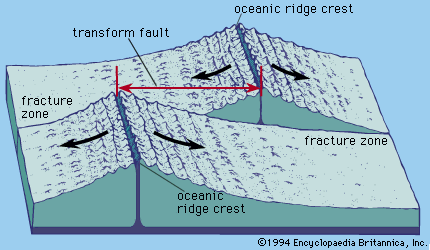 oceanic ridge crest
transform fault
fracture
zone
fracture zone
oceanic
ridge crest
©1994 Encyclopaedia Britannica, Inc.